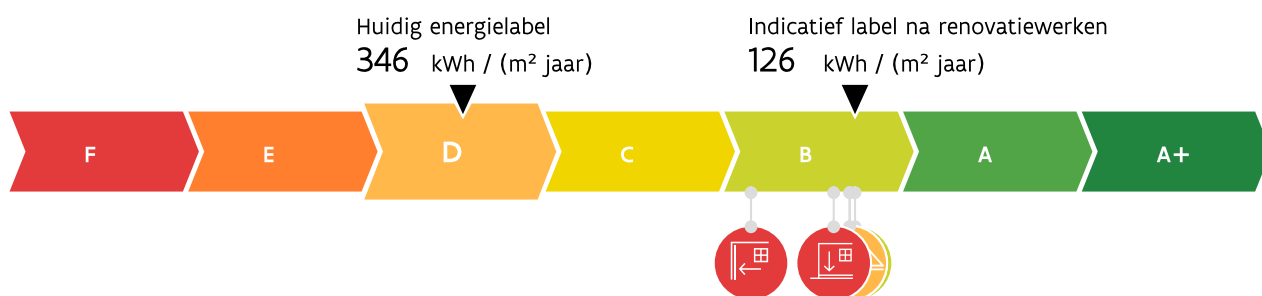 Huidig energielabel
346 kWh / (m² jaar)
Indicatief label na renovatiewerken
126 kWh / (m² jaar)
F E D C B A A+